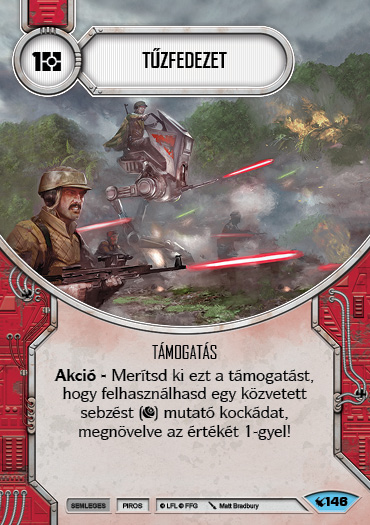 1
TŰZFEDEZET
TÁMOGATÁS
Akció - Merítsd ki ezt a támogatást,
hogy felhasználhasd egy közvetett
sebzést () mutató kockádat,
megnövelve az értékét 1-gyel!
SEMLEGES PIROS © LFL © FFG Matt Bradbury 146